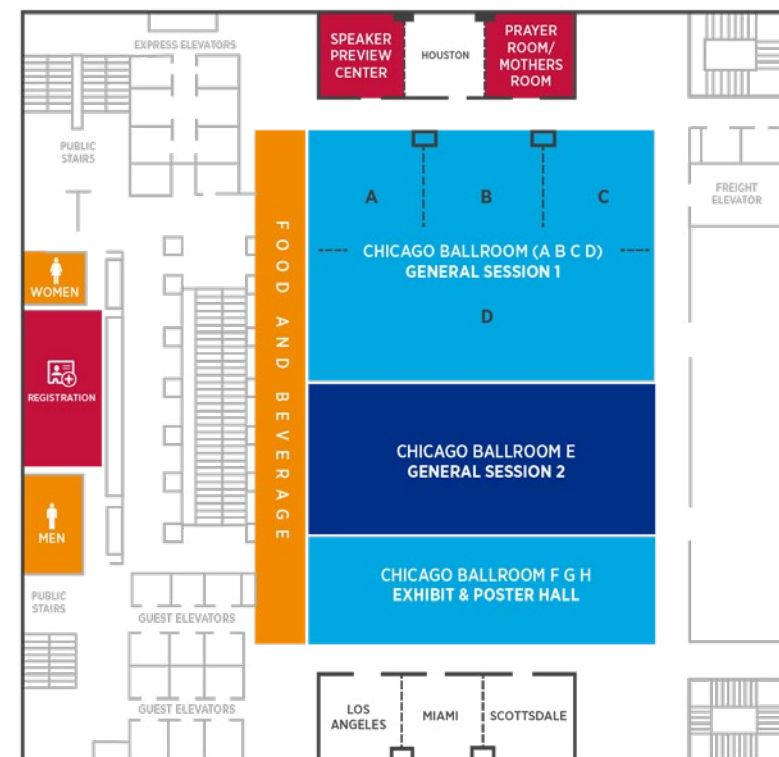 EXPRESS ELEVATORS
SPEAKER
PREVIEW
CENTER
HOUSTON
PRAYER
ROOM/
MOTHERS
ROOM
PUBLIC
STAIRS
FREIGHT
ELEVATOR
A
B
C
CHICAGO BALLROOM (A B C D)
GENERAL SESSION 1
D
FOOD AND BEVERAGE
WOMEN
REGISTRATION
MEN
CHICAGO BALLROOM E
GENERAL SESSION 2
CHICAGO BALLROOM F G H
EXHIBIT & POSTER HALL
PUBLIC
STAIRS
GUEST ELEVATORS
GUEST ELEVATORS
LOS
ANGELES
MIAMI
SCOTTSDALE